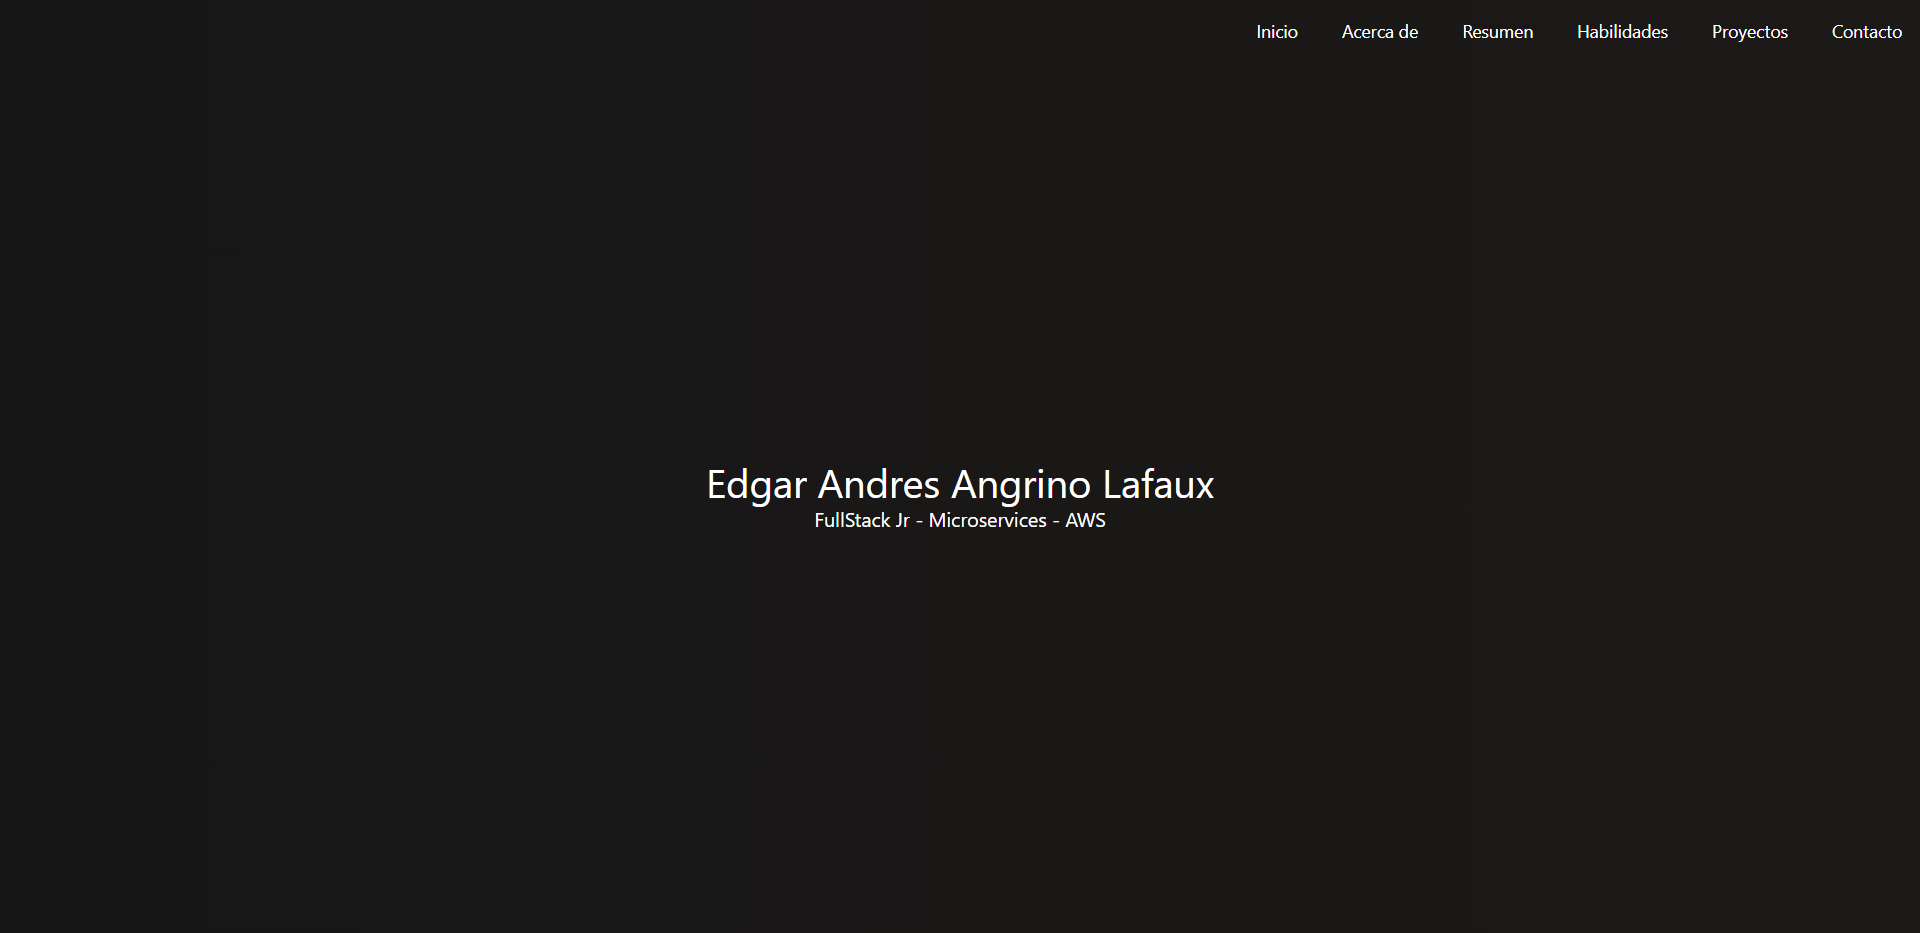 Inicio Acerca de Resumen Habilidades Proyectos Contacto
Edgar Andres Angrino Lafaux
FullStack Jr - Microservices - AWS